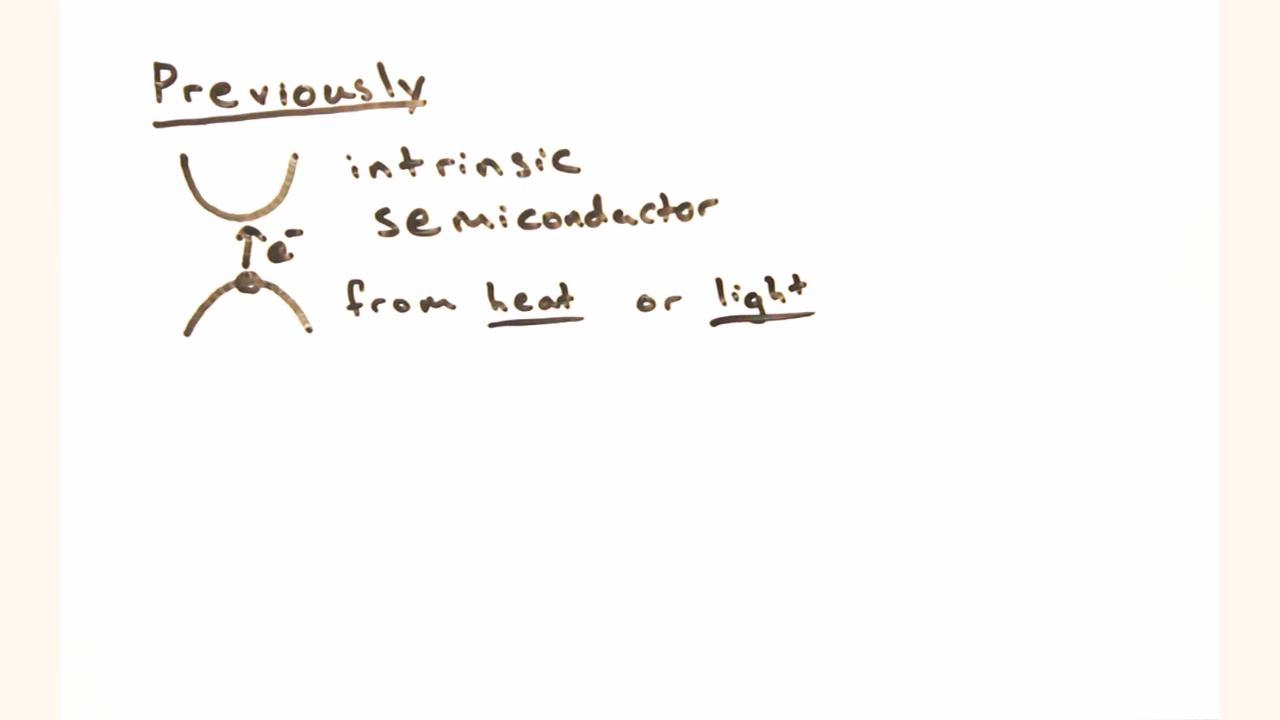 Previously
intrinsic
semiconductor
e⁻
from heat or light